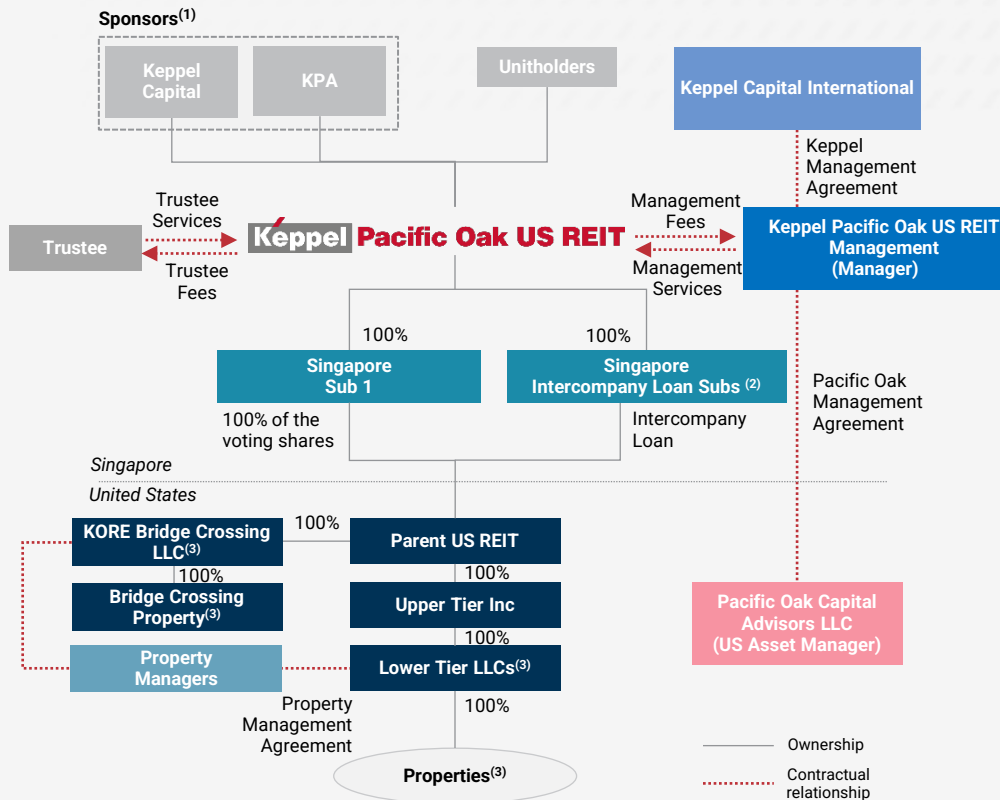 Sponsors(1)
Keppel
Capital
KPA
Unitholders
Keppel Capital International
Keppel
Management
Agreement
Trustee
Services
Management
Fees
Trustee
Keppel Pacific Oak US REIT
Keppel Pacific Oak US REIT
Management
(Manager)
Trustee
Fees
Management
Services
100%
100%
Singapore
Sub 1
Singapore
Intercompany Loan Subs (2)
Pacific Oak
Management
Agreement
100% of the
voting shares
Intercompany
Loan
Singapore
United States
KORE Bridge Crossing
LLC(3)
100%
Parent US REIT
100%
100%
Bridge Crossing
Property(3)
Upper Tier Inc
Pacific Oak Capital
Advisors LLC
(US Asset Manager)
100%
Property
Managers
Lower Tier LLCs(3)
Property
Management
Agreement
100%
Properties(3)
Ownership
Contractual
relationship